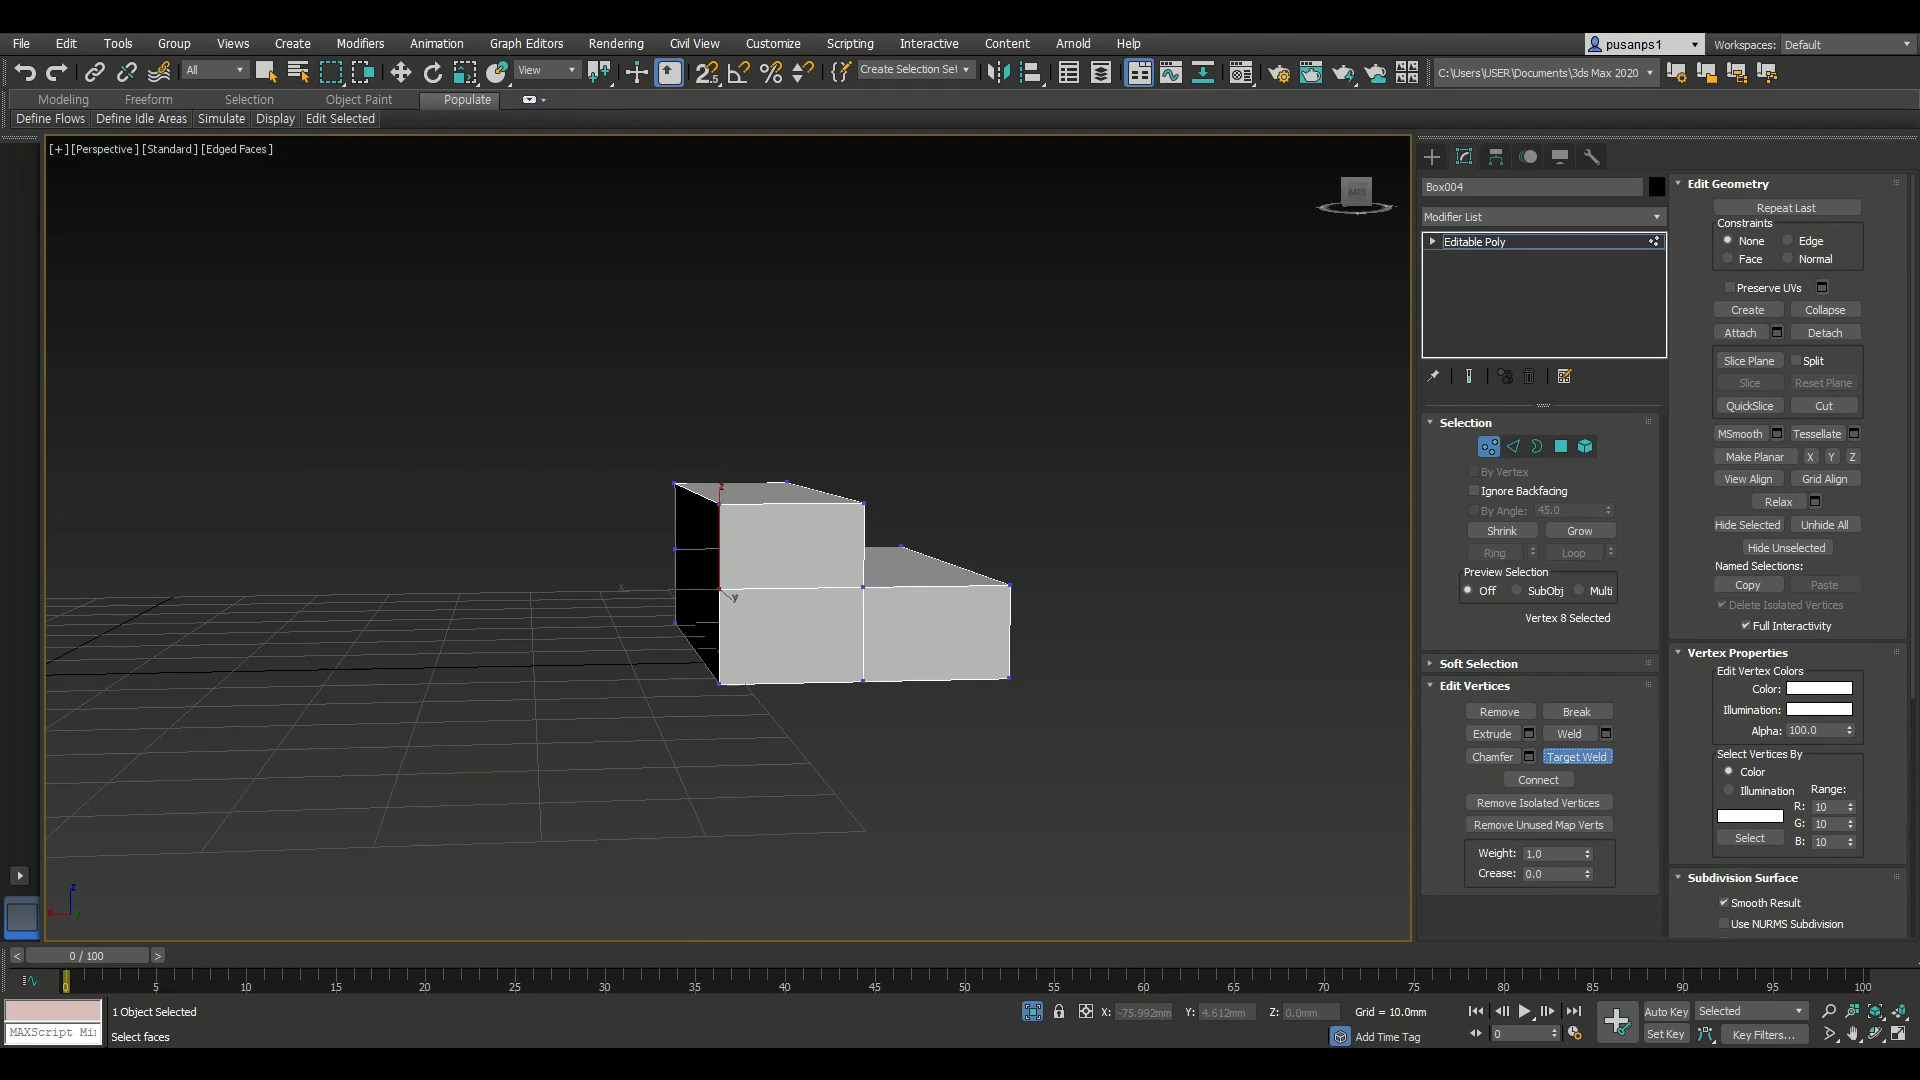 File Edit Tools Group Views Create Modifiers Animation Graph Editors Rendering Civil View Customize Scripting Interactive Content Arnold Help pusanps1 Workspaces: Default
All View Create Selection Set C:\Users\USER\Documents\3ds Max 2020
Modeling Freeform Selection Object Paint Populate
Define Flows Define Idle Areas Simulate Display Edit Selected
[+] [Perspective ] [Standard ] [Edged Faces ]
BACK
z
y
x
Box004
Modifier List
Editable Poly
Selection
By Vertex
Ignore Backfacing
By Angle: 45.0
Shrink Grow
Ring Loop
Preview Selection
Off SubObj Multi
Vertex 8 Selected
Soft Selection
Edit Vertices
Remove Break
Extrude Weld
Chamfer Target Weld
Connect
Remove Isolated Vertices
Remove Unused Map Verts
Weight: 1.0
Crease: 0.0
Edit Geometry
Repeat Last
Constraints
None Edge
Face Normal
Preserve UVs
Create Collapse
Attach Detach
Slice Plane Split
Slice Reset Plane
QuickSlice Cut
MSmooth Tessellate
Make Planar X Y Z
View Align Grid Align
Relax
Hide Selected Unhide All
Hide Unselected
Named Selections:
Copy Paste
Delete Isolated Vertices
Full Interactivity
Vertex Properties
Edit Vertex Colors
Color:
Illumination:
Alpha: 100.0
Select Vertices By
Color
Illumination Range:
R: 10
G: 10
Select B: 10
Subdivision Surface
Smooth Result
Use NURMS Subdivision
z
< 0 / 100 >
0 5 10 15 20 25 30 35 40 45 50 55 60 65 70 75 80 85 90 95 100
MAXScript Mi
1 Object Selected
Select faces
X: -75.992mm Y: 4.612mm Z: 0.0mm Grid = 10.0mm
Add Time Tag
0
Auto Key Selected
Set Key Key Filters...